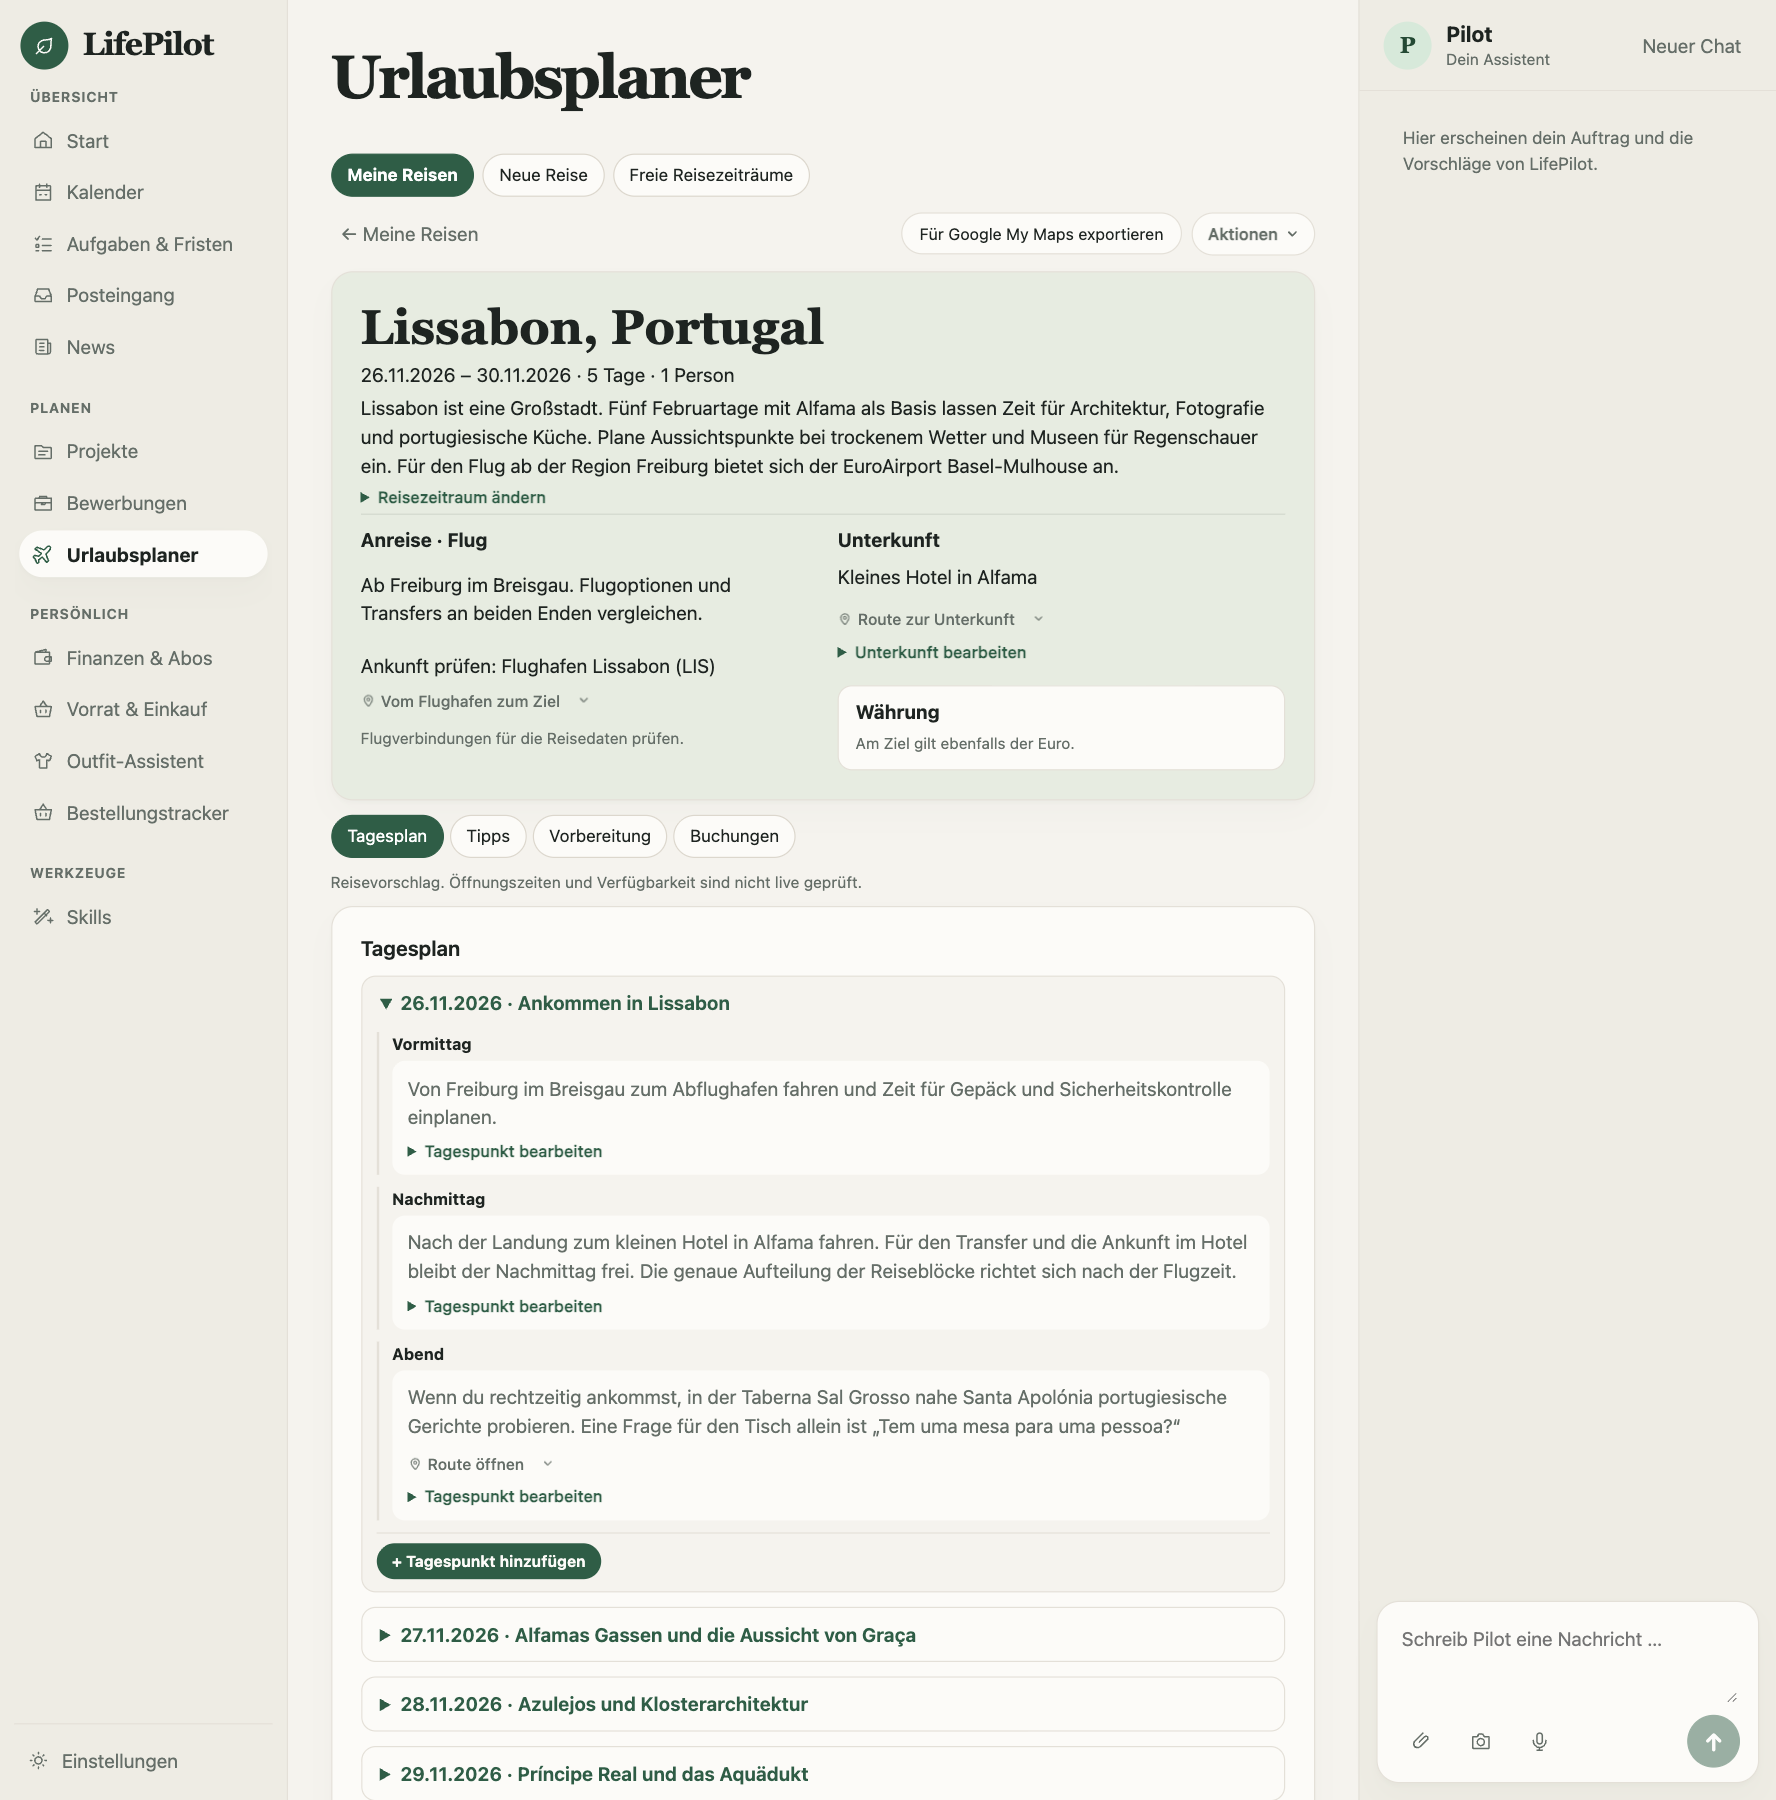 LifePilot
ÜBERSICHT
Start
Kalender
Aufgaben & Fristen
Posteingang
News
PLANEN
Projekte
Bewerbungen
Urlaubsplaner
PERSÖNLICH
Finanzen & Abos
Vorrat & Einkauf
Outfit-Assistent
Bestellungstracker
WERKZEUGE
Skills
Einstellungen
Urlaubsplaner
Meine Reisen
Neue Reise
Freie Reisezeiträume
← Meine Reisen
Für Google My Maps exportieren
Aktionen
Lissabon, Portugal
26.11.2026 – 30.11.2026 · 5 Tage · 1 Person
Lissabon ist eine Großstadt. Fünf Februartage mit Alfama als Basis lassen Zeit für Architektur, Fotografie
und portugiesische Küche. Plane Aussichtspunkte bei trockenem Wetter und Museen für Regenschauer
ein. Für den Flug ab der Region Freiburg bietet sich der EuroAirport Basel-Mulhouse an.
Reisezeitraum ändern
Anreise · Flug
Ab Freiburg im Breisgau. Flugoptionen und
Transfers an beiden Enden vergleichen.
Ankunft prüfen: Flughafen Lissabon (LIS)
Vom Flughafen zum Ziel
Flugverbindungen für die Reisedaten prüfen.
Unterkunft
Kleines Hotel in Alfama
Route zur Unterkunft
Unterkunft bearbeiten
Währung
Am Ziel gilt ebenfalls der Euro.
Tagesplan
Tipps
Vorbereitung
Buchungen
Reisevorschlag. Öffnungszeiten und Verfügbarkeit sind nicht live geprüft.
Tagesplan
26.11.2026 · Ankommen in Lissabon
Vormittag
Von Freiburg im Breisgau zum Abflughafen fahren und Zeit für Gepäck und Sicherheitskontrolle
einplanen.
Tagespunkt bearbeiten
Nachmittag
Nach der Landung zum kleinen Hotel in Alfama fahren. Für den Transfer und die Ankunft im Hotel
bleibt der Nachmittag frei. Die genaue Aufteilung der Reiseblöcke richtet sich nach der Flugzeit.
Tagespunkt bearbeiten
Abend
Wenn du rechtzeitig ankommst, in der Taberna Sal Grosso nahe Santa Apolónia portugiesische
Gerichte probieren. Eine Frage für den Tisch allein ist „Tem uma mesa para uma pessoa?“
Route öffnen
Tagespunkt bearbeiten
+ Tagespunkt hinzufügen
27.11.2026 · Alfamas Gassen und die Aussicht von Graça
28.11.2026 · Azulejos und Klosterarchitektur
29.11.2026 · Príncipe Real und das Aquädukt
P
Pilot
Dein Assistent
Neuer Chat
Hier erscheinen dein Auftrag und die
Vorschläge von LifePilot.
Schreib Pilot eine Nachricht ...